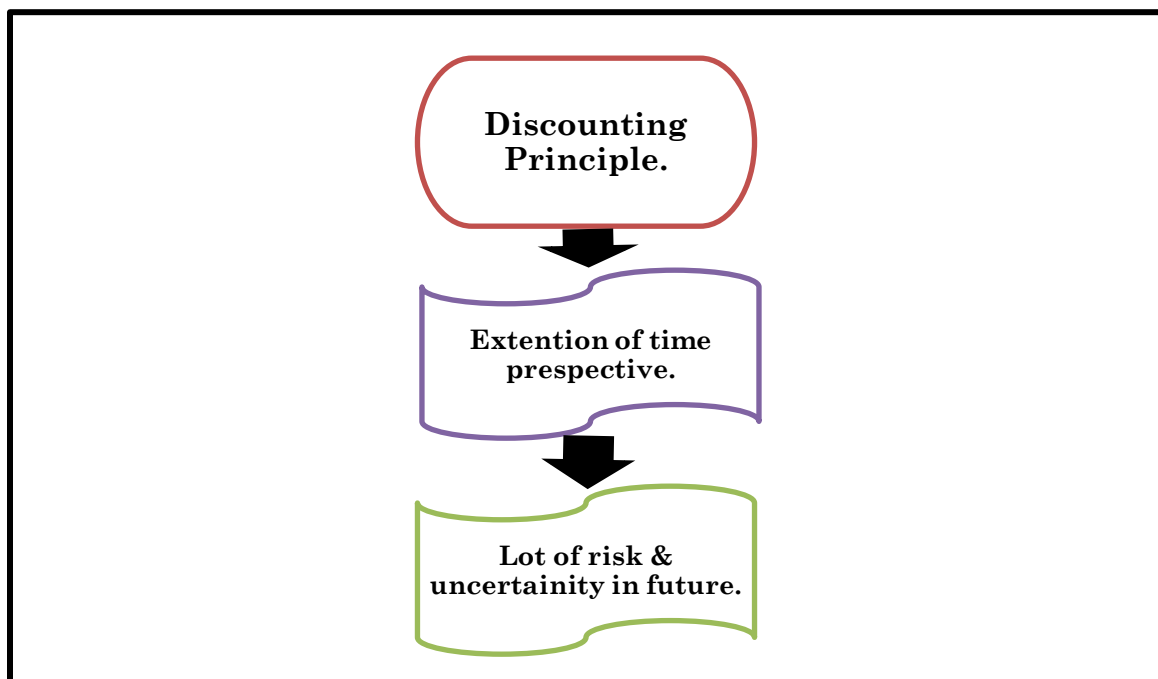 Discounting
Principle.
Extention of time
prespective.
Lot of risk &
uncertainity in future.